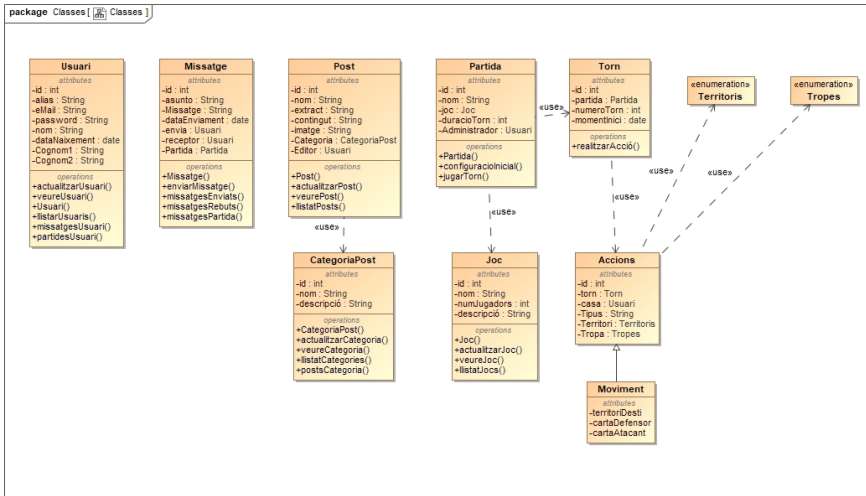 package Classes [ Classes ]
Usuari
attributes
-id : int
-alias : String
-eMail : String
-password : String
-nom : String
-dataNaixement : date
-Cognom1 : String
-Cognom2 : String
operations
+actualitzarUsuari()
+veureUsuari()
+Usuari()
+llistarUsuaris()
+missatgesUsuari()
+partidesUsuari()
Missatge
attributes
-id : int
-asunto : String
-Missatge : String
-dataEnviament : date
-envia : Usuari
-receptor : Usuari
-Partida : Partida
operations
+Missatge()
+enviarMissatge()
+missatgesEnviats()
+missatgesRebuts()
+missatgesPartida()
Post
attributes
-id : int
-nom : String
-extract : String
-contingut : String
-imatge : String
-Categoria : CategoriaPost
-Editor : Usuari
operations
+Post()
+actualitzarPost()
+veurePost()
+llistatPosts()
«use»
CategoriaPost
attributes
-id : int
-nom : String
-descripció : String
operations
+CategoriaPost()
+actualitzarCategoria()
+veureCategoria()
+llistatCategories()
+postsCategoria()
Partida
attributes
-id : int
-nom : String
-joc : Joc
-duracioTorn : int
-Administrador : Usuari
operations
+Partida()
+configuracioInicial()
+jugarTorn()
«use»
«use»
Joc
attributes
-id : int
-nom : String
-numJugadors : int
-descripció : String
operations
+Joc()
+actualitzarJoc()
+veureJoc()
+llistatJocs()
Torn
attributes
-id : int
-partida : Partida
-numeroTorn : int
-momentInici : date
operations
+realitzarAcció()
«use»
Accions
attributes
-id : int
-torn : Torn
-casa : Usuari
-Tipus : String
-Territori : Territoris
-Tropa : Tropes
Moviment
attributes
-territoriDesti
-cartaDefensor
-cartaAtacant
«enumeration»
Territoris
«use»
«enumeration»
Tropes
«use»